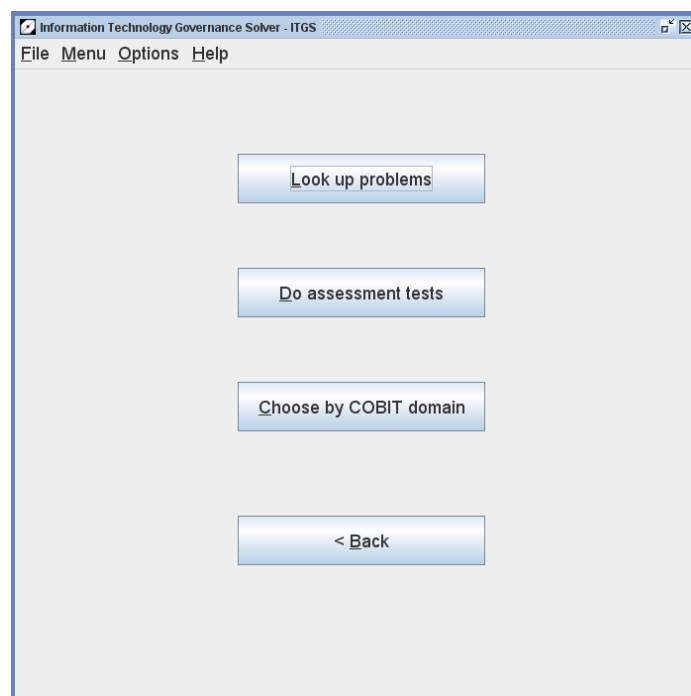 Information Technology Governance Solver - ITGS
File Menu Options Help
Look up problems
Do assessment tests
Choose by COBIT domain
< Back